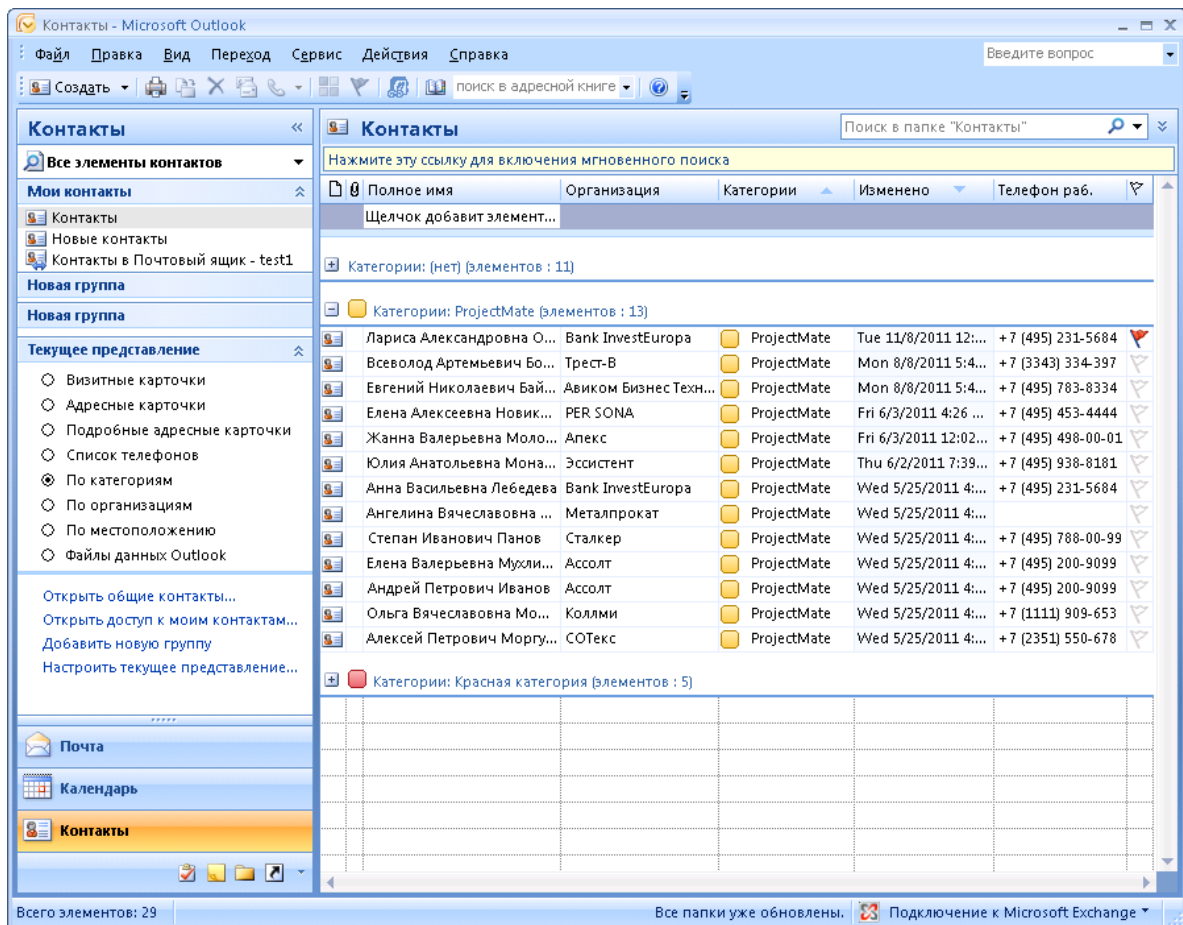 Контакты - Microsoft Outlook
Файл Правка Вид Переход Сервис Действия Справка Введите вопрос
Создать поиск в адресной книге
Контакты
Все элементы контактов
Мои контакты
Контакты
Новые контакты
Контакты в Почтовый ящик - test1
Новая группа
Новая группа
Текущее представление
Визитные карточки
Адресные карточки
Подробные адресные карточки
Список телефонов
По категориям
По организациям
По местоположению
Файлы данных Outlook
Открыть общие контакты...
Открыть доступ к моим контактам...
Добавить новую группу
Настроить текущее представление...
Почта
Календарь
Контакты
Контакты Поиск в папке "Контакты"
Нажмите эту ссылку для включения мгновенного поиска
Полное имя Организация Категории Изменено Телефон раб.
Щелчок добавит элемент...
Категории: (нет) (элементов : 11)
Категории: ProjectMate (элементов : 13)
Лариса Александровна О... Bank InvestEuropa ProjectMate Tue 11/8/2011 12:... +7 (495) 231-5684
Всеволод Артемьевич Бо... Трест-В ProjectMate Mon 8/8/2011 5:4... +7 (3343) 334-397
Евгений Николаевич Бай... Авиком Бизнес Техн... ProjectMate Mon 8/8/2011 5:4... +7 (495) 783-8334
Елена Алексеевна Новик... PER SONA ProjectMate Fri 6/3/2011 4:26 ... +7 (495) 453-4444
Жанна Валерьевна Моло... Апекс ProjectMate Fri 6/3/2011 12:02... +7 (495) 498-00-01
Юлия Анатольевна Мона... Эссистент ProjectMate Thu 6/2/2011 7:39... +7 (495) 938-8181
Анна Васильевна Лебедева Bank InvestEuropa ProjectMate Wed 5/25/2011 4:... +7 (495) 231-5684
Ангелина Вячеславовна ... Металпрокат ProjectMate Wed 5/25/2011 4:...
Степан Иванович Панов Сталкер ProjectMate Wed 5/25/2011 4:... +7 (495) 788-00-99
Елена Валерьевна Мухли... Ассолт ProjectMate Wed 5/25/2011 4:... +7 (495) 200-9099
Андрей Петрович Иванов Ассолт ProjectMate Wed 5/25/2011 4:... +7 (495) 200-9099
Ольга Вячеславовна Мо... Коллми ProjectMate Wed 5/25/2011 4:... +7 (1111) 909-653
Алексей Петрович Моргу... СОТекс ProjectMate Wed 5/25/2011 4:... +7 (2351) 550-678
Категории: Красная категория (элементов : 5)
Всего элементов: 29 Все папки уже обновлены. Подключение к Microsoft Exchange